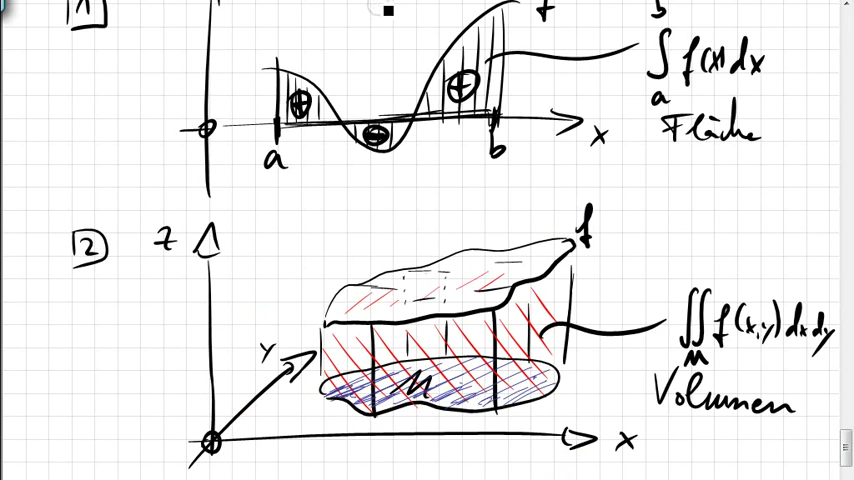 1
f
b
∫ f(x) dx
a
Fläche
+
+
−
a
b
x
2
z
f
y
M
∬ f(x,y) dx dy
M
Volumen
x